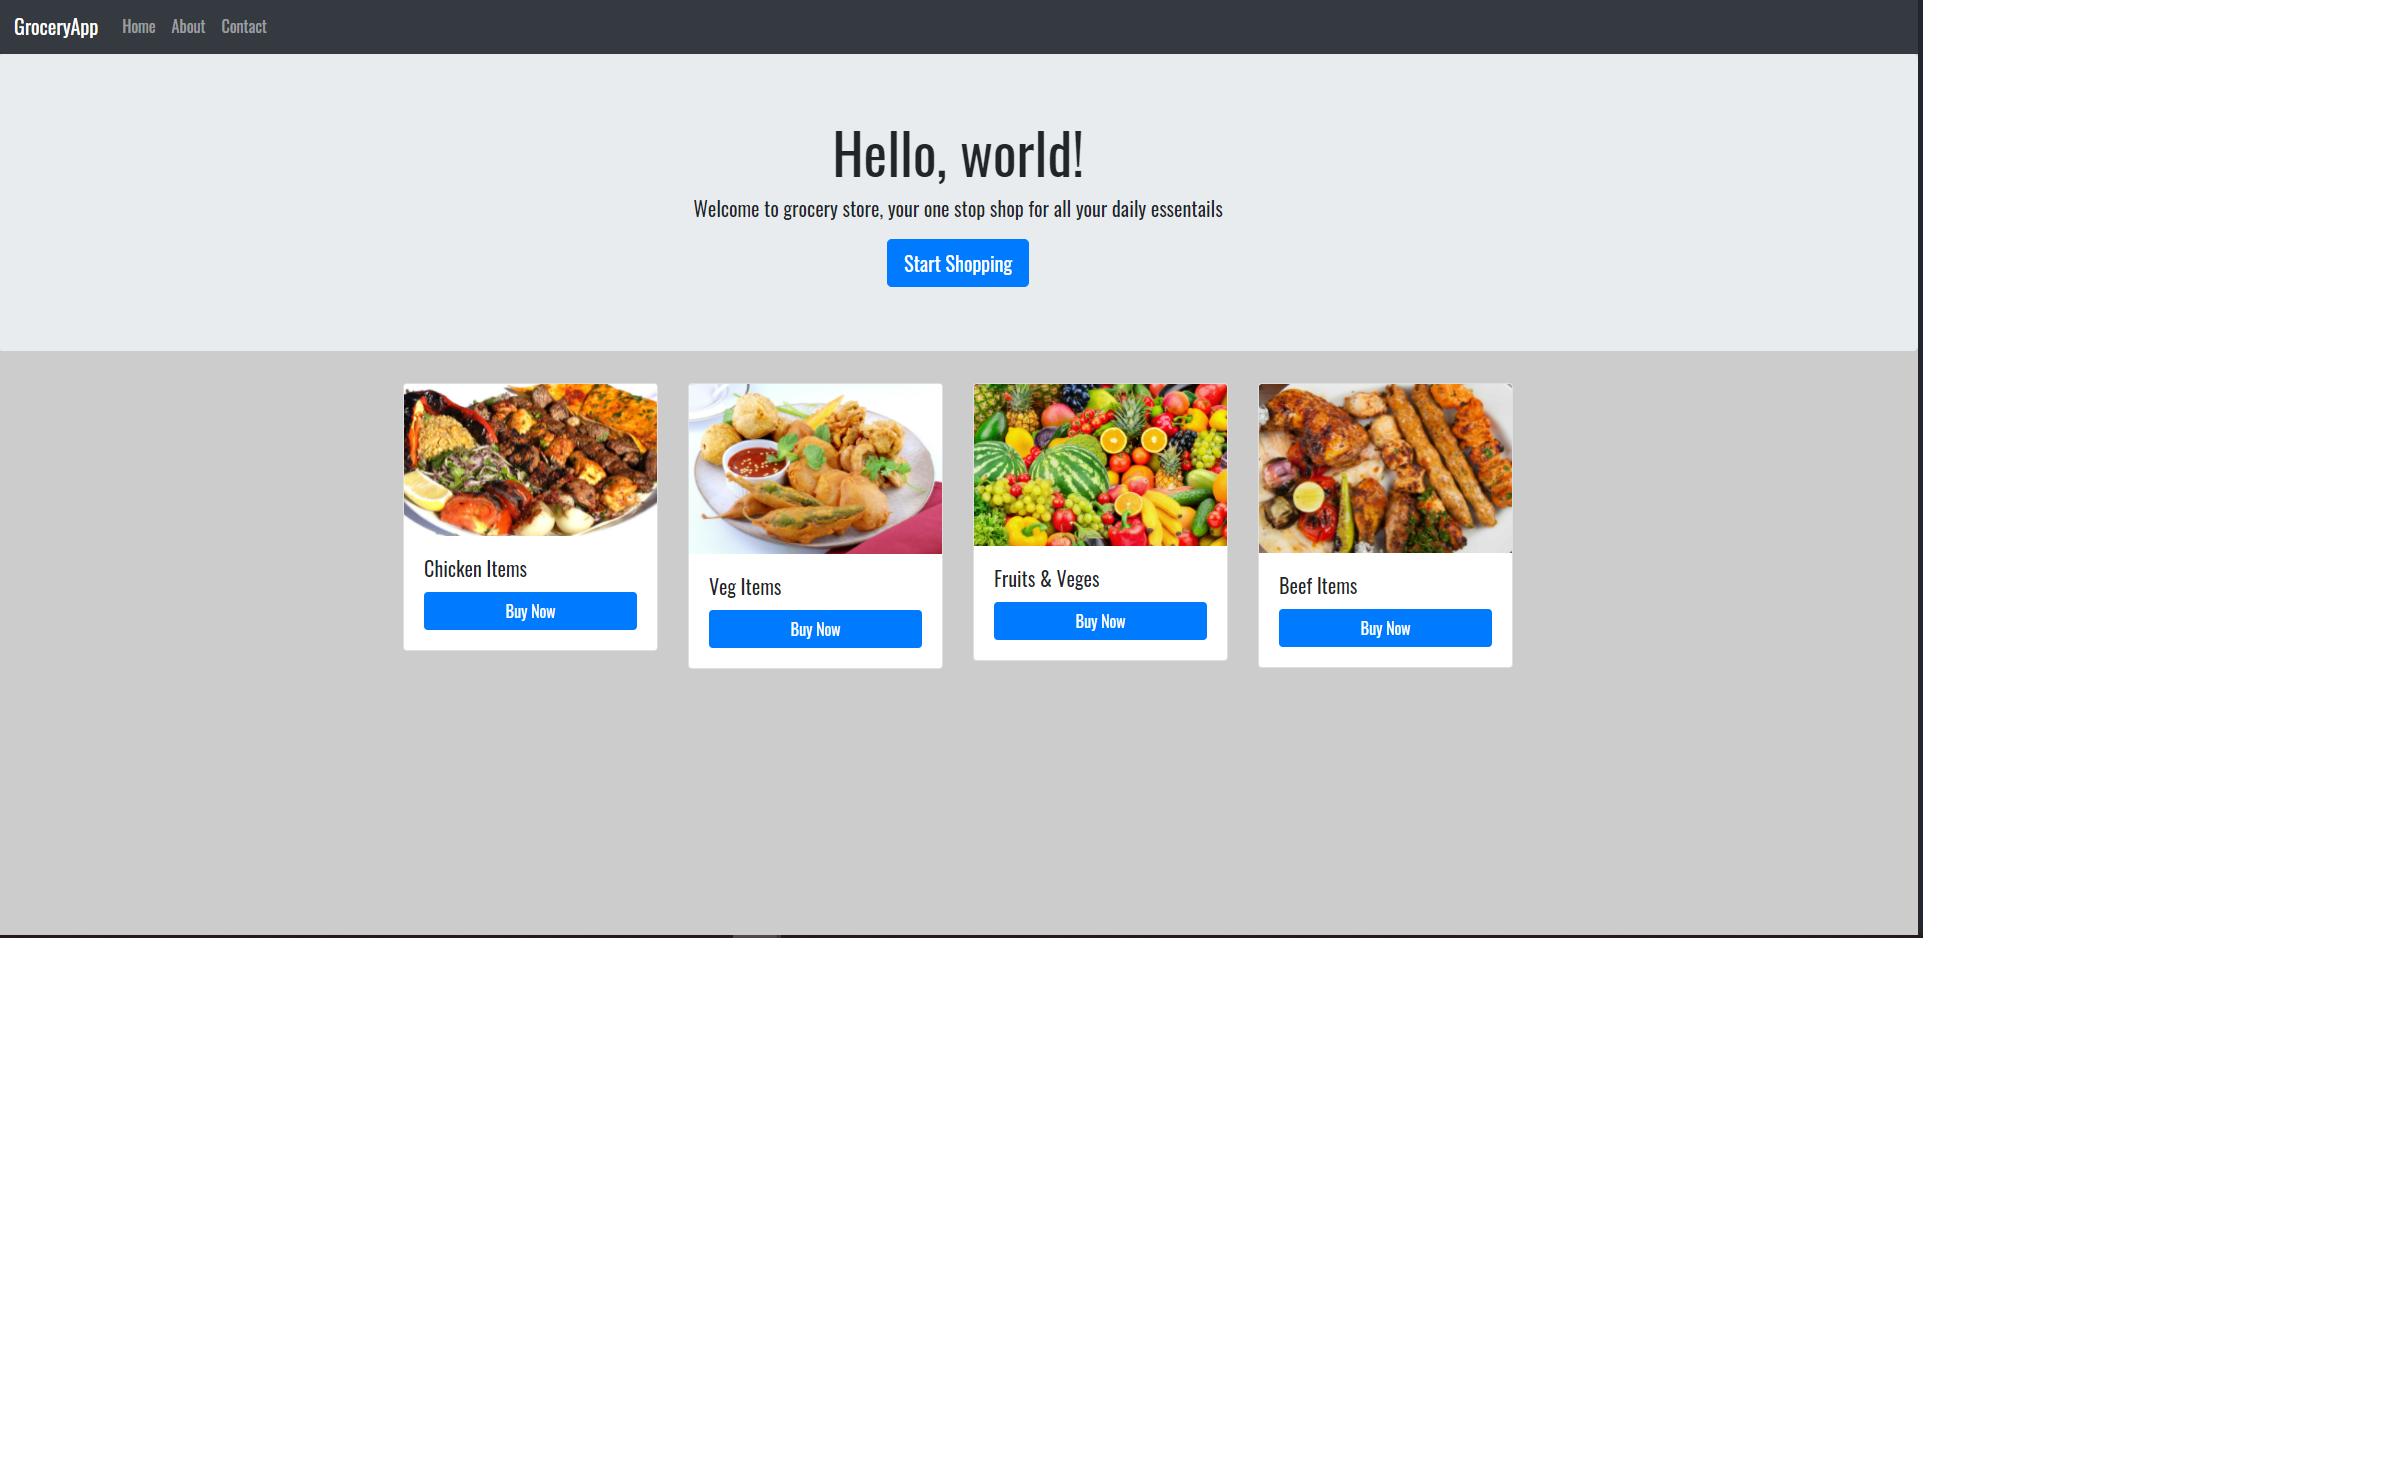 GroceryApp Home About Contact
Hello, world!
Welcome to grocery store, your one stop shop for all your daily essentails
Start Shopping
Chicken Items
Buy Now
Veg Items
Buy Now
Fruits & Veges
Buy Now
Beef Items
Buy Now